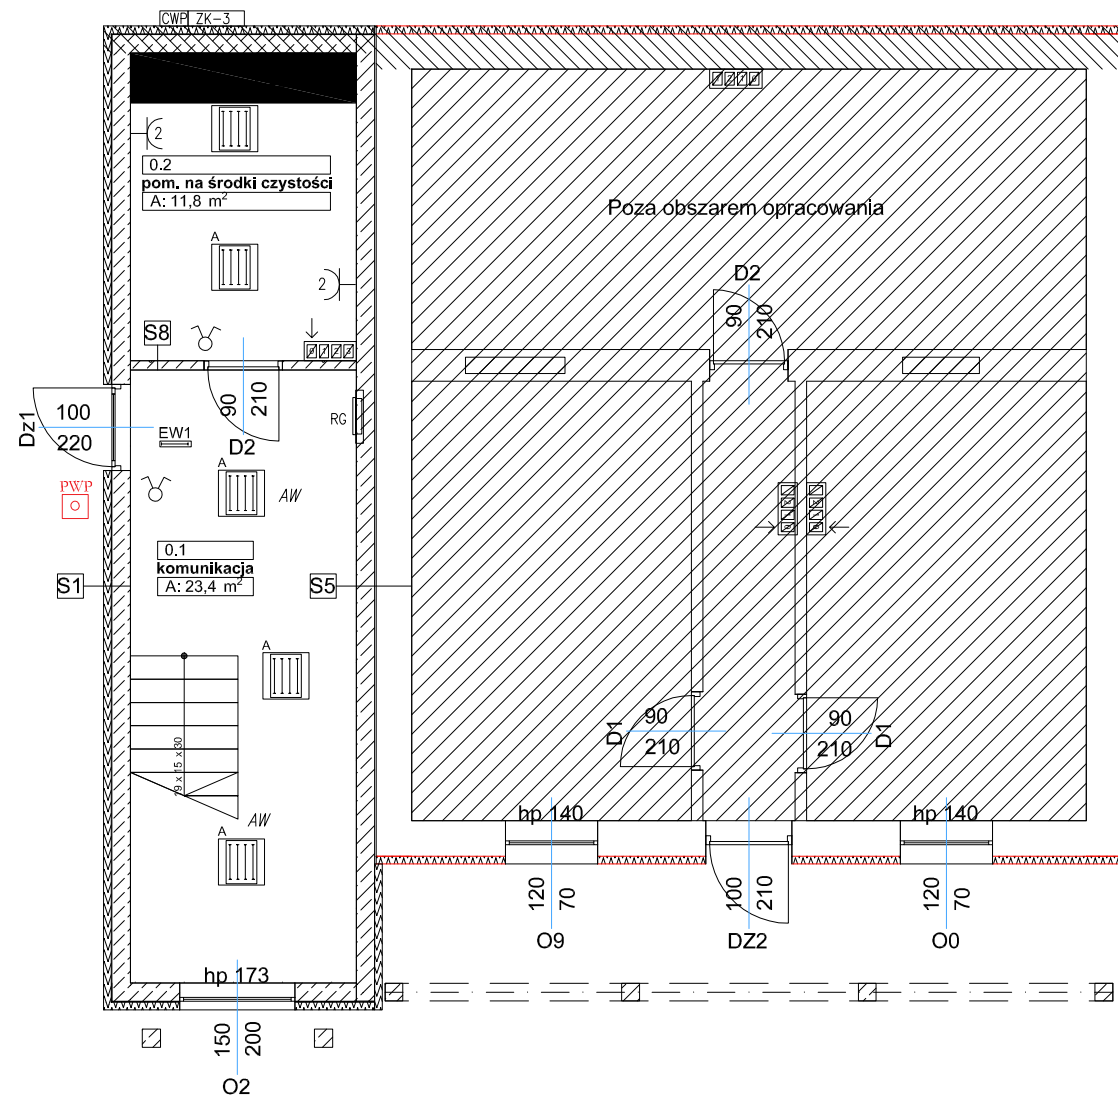 CWP ZK-3
2
0.2
pom. na środki czystości
A: 11,8 m²
Poza obszarem opracowania
A
2
D2
90
210
S8
Dz1
100
220
EW1
90
210
D2
RG
A
AW
PWP
0.1
komunikacja
A: 23,4 m²
S1
S5
A
D1
90
210
90
210
D1
9 x 15 x 30
AW
A
hp 140
hp 140
120
70
O9
100
210
DZ2
120
70
O0
hp 173
150
200
O2